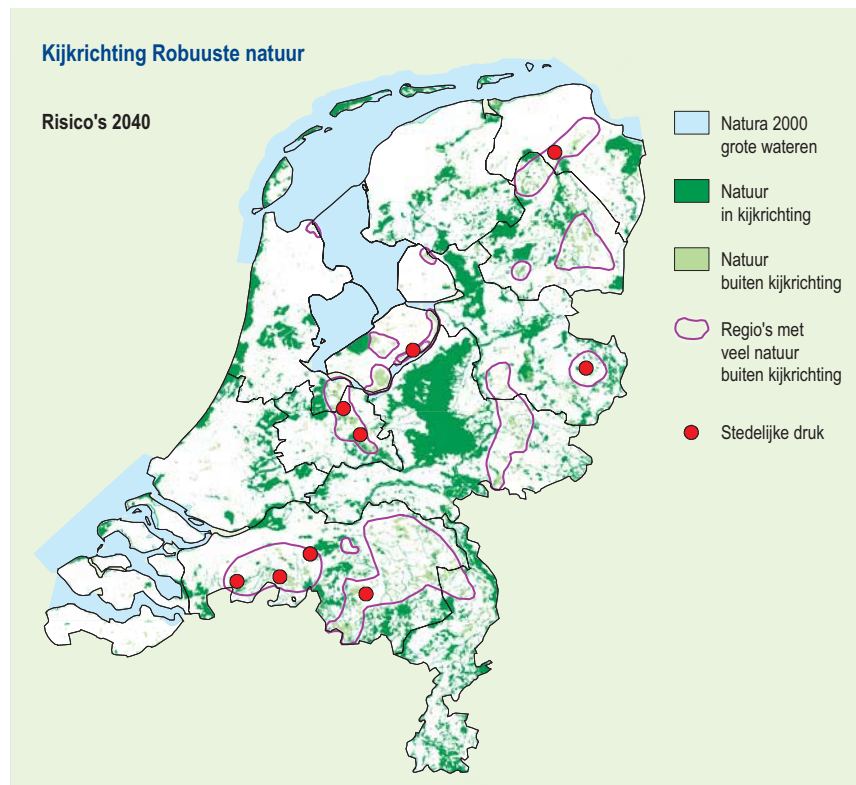 Kijkrichting Robuuste natuur
Risico's 2040
Natura 2000
grote wateren
Natuur
in kijkrichting
Natuur
buiten kijkrichting
Regio's met
veel natuur
buiten kijkrichting
Stedelijke druk